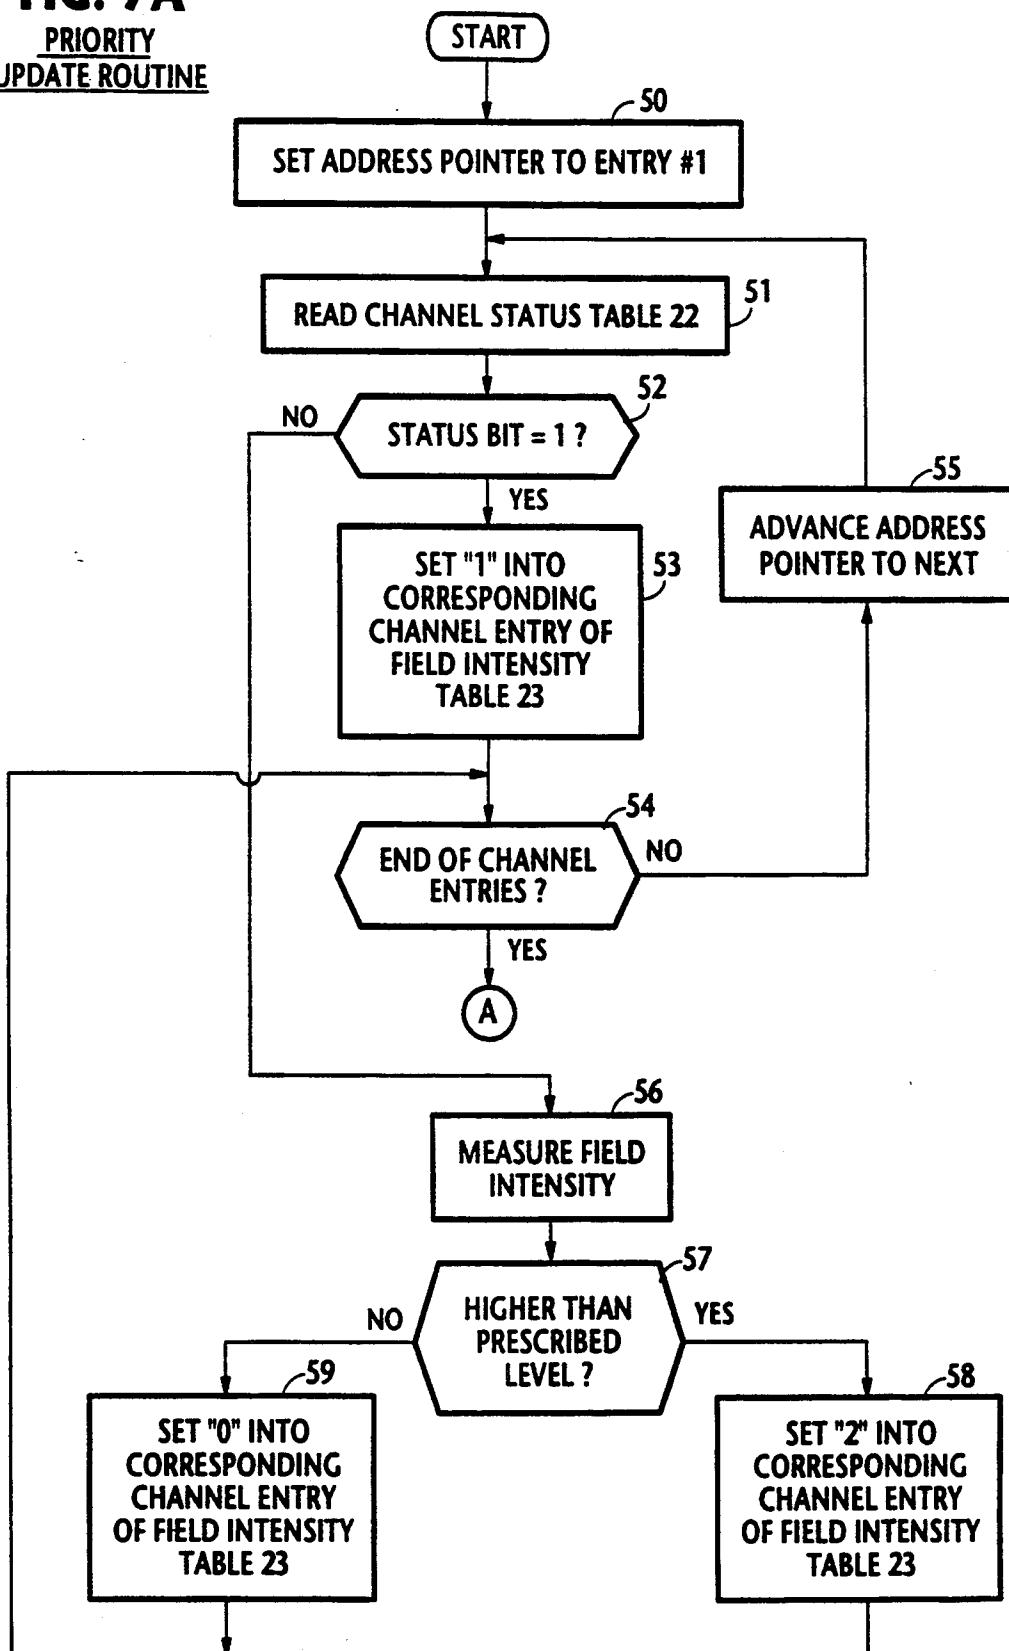 PRIORITY
UPDATE ROUTINE
START
50
SET ADDRESS POINTER TO ENTRY #1
READ CHANNEL STATUS TABLE 22
51
52
NO
STATUS BIT = 1 ?
YES
55
ADVANCE ADDRESS
POINTER TO NEXT
SET "1" INTO
CORRESPONDING
CHANNEL ENTRY OF
FIELD INTENSITY
TABLE 23
53
54
END OF CHANNEL
ENTRIES ?
NO
YES
A
56
MEASURE FIELD
INTENSITY
57
HIGHER THAN
PRESCRIBED
LEVEL ?
NO
YES
59
SET "0" INTO
CORRESPONDING
CHANNEL ENTRY
OF FIELD INTENSITY
TABLE 23
58
SET "2" INTO
CORRESPONDING
CHANNEL ENTRY
OF FIELD INTENSITY
TABLE 23